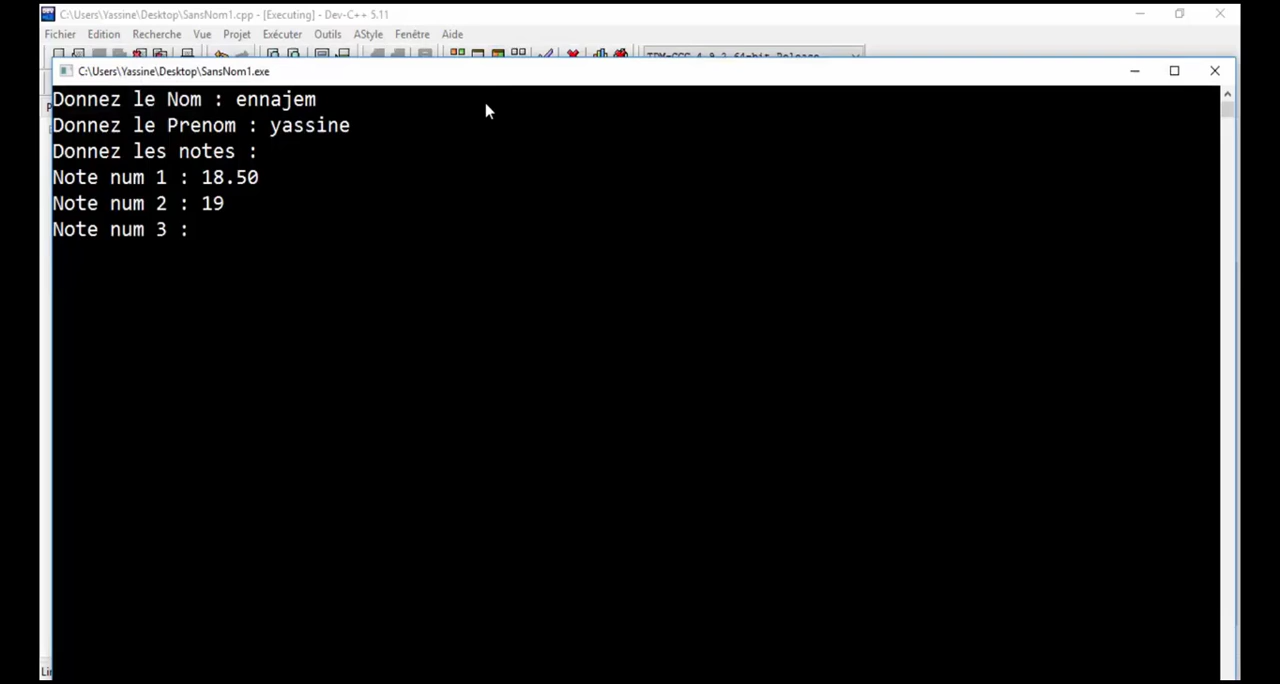 C:\Users\Yassine\Desktop\SansNom1.cpp - [Executing] - Dev-C++ 5.11
Fichier Edition Recherche Vue Projet Exécuter Outils AStyle Fenêtre Aide
C:\Users\Yassine\Desktop\SansNom1.exe
Donnez le Nom : ennajem
Donnez le Prenom : yassine
Donnez les notes :
Note num 1 : 18.50
Note num 2 : 19
Note num 3 :